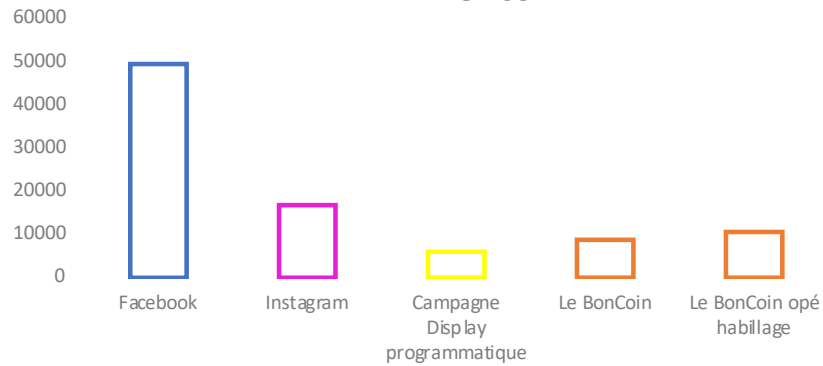 60000
50000
40000
30000
20000
10000
0
Facebook
Instagram
Campagne
Display
programmatique
Le BonCoin
Le BonCoin opé
habillage